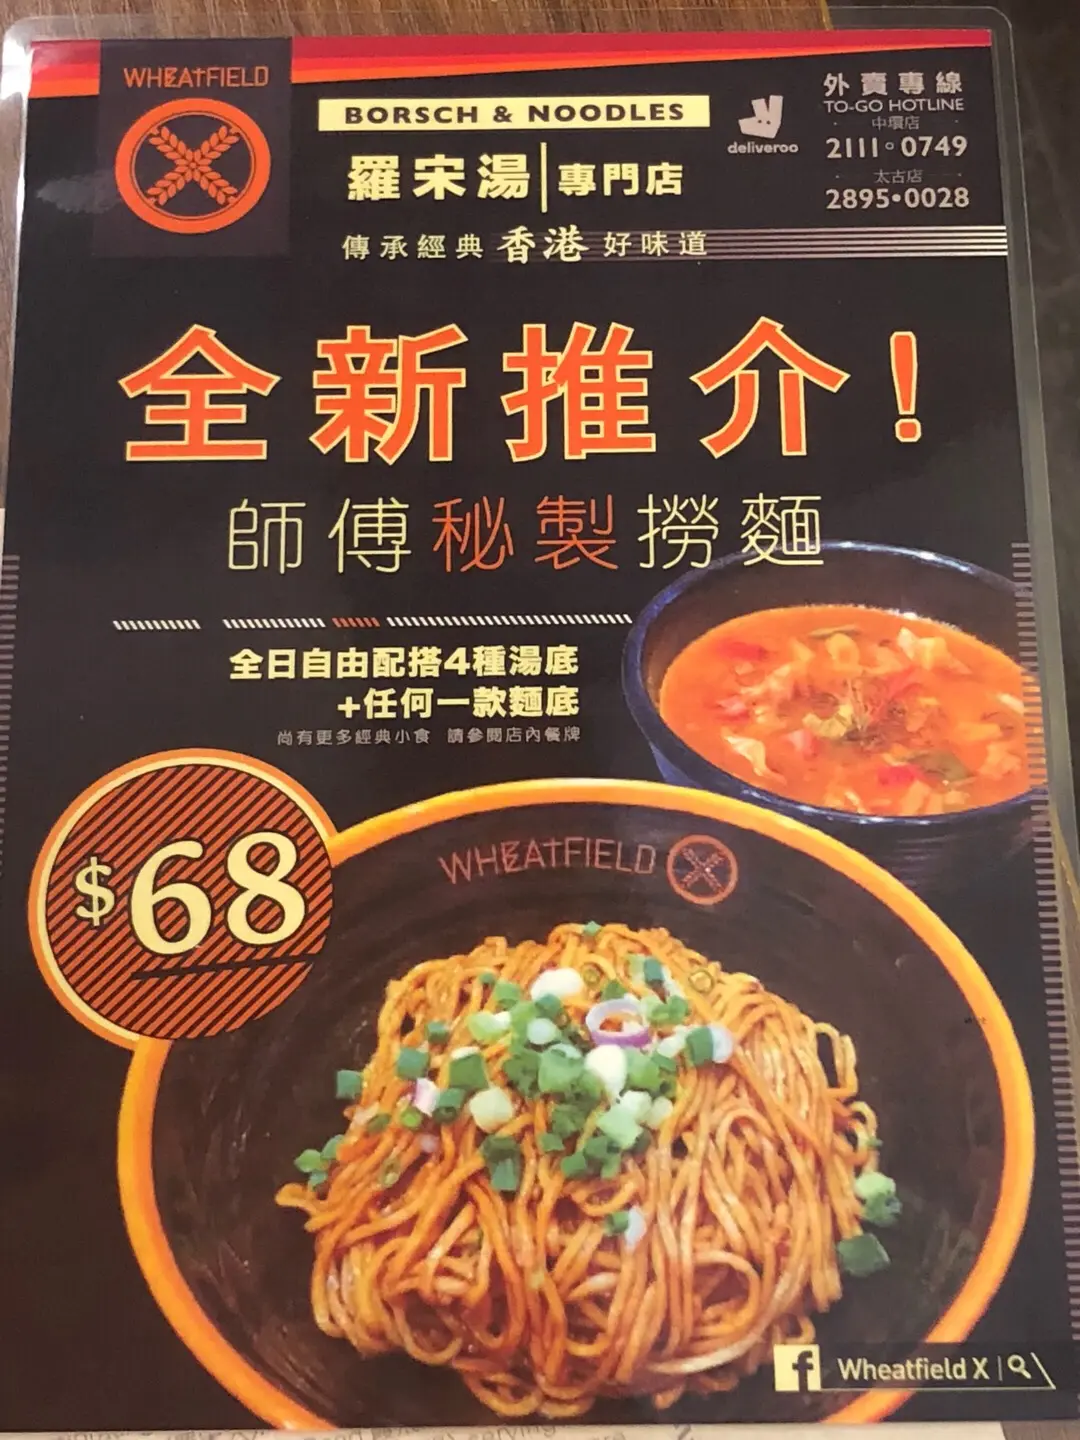 WHEATFIELD
BORSCH & NOODLES
羅宋湯|專門店
傳承經典 香港 好味道
deliveroo
外賣專線
TO-GO HOTLINE
中環店
2111 0749
太古店
2895•0028
全新推介!
師傅秘製撈麵
全日自由配搭4種湯底
+任何一款麵底
尚有更多經典小食 請參閱店內餐牌
$68
WHEATFIELD
f Wheatfield X